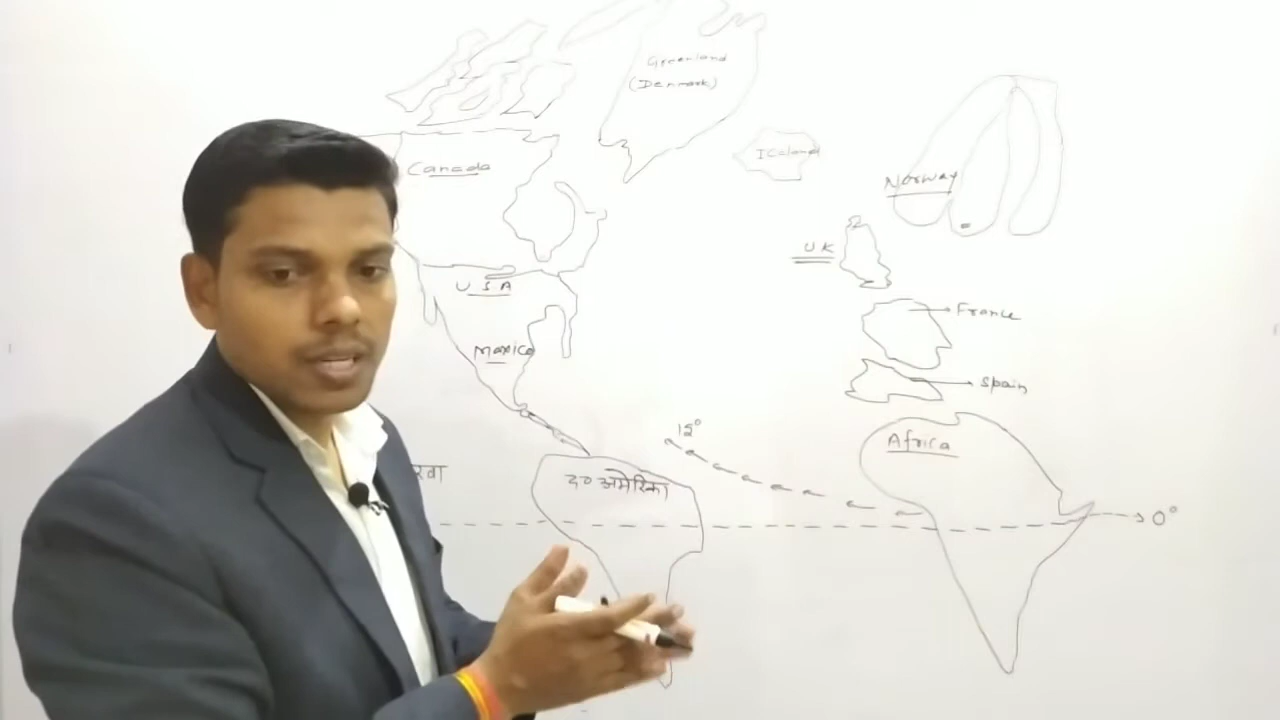 Greenland
(Denmark)
Iceland
Canada
Norway
UK
USA
France
Maxico
Spain
12°
Africa
द० अमेरिका
0°